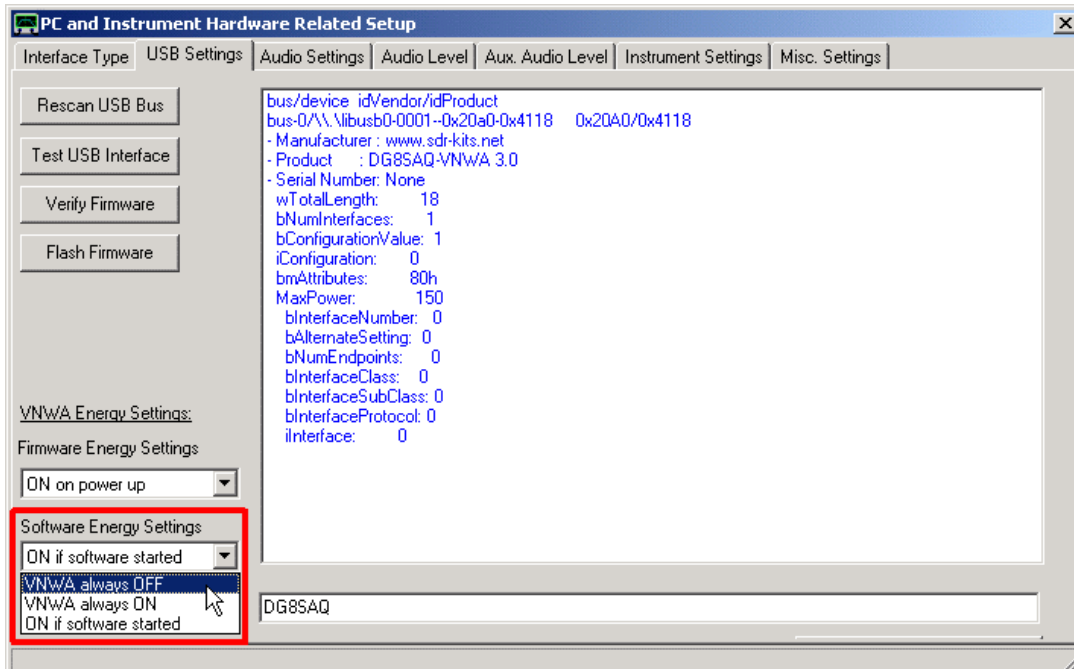 PC and Instrument Hardware Related Setup
Interface Type USB Settings Audio Settings Audio Level Aux. Audio Level Instrument Settings Misc. Settings
Rescan USB Bus
Test USB Interface
Verify Firmware
Flash Firmware
bus/device idVendor/idProduct
bus-0/\\.\libusb0-0001--0x20a0-0x4118 0x20A0/0x4118
- Manufacturer : www.sdr-kits.net
- Product : DG8SAQ-VNWA 3.0
- Serial Number: None
wTotalLength: 18
bNumInterfaces: 1
bConfigurationValue: 1
iConfiguration: 0
bmAttributes: 80h
MaxPower: 150
bInterfaceNumber: 0
bAlternateSetting: 0
bNumEndpoints: 0
bInterfaceClass: 0
bInterfaceSubClass: 0
bInterfaceProtocol: 0
iInterface: 0
VNWA Energy Settings:
Firmware Energy Settings
ON on power up
Software Energy Settings
ON if software started
VNWA always OFF
VNWA always ON
ON if software started
DG8SAQ